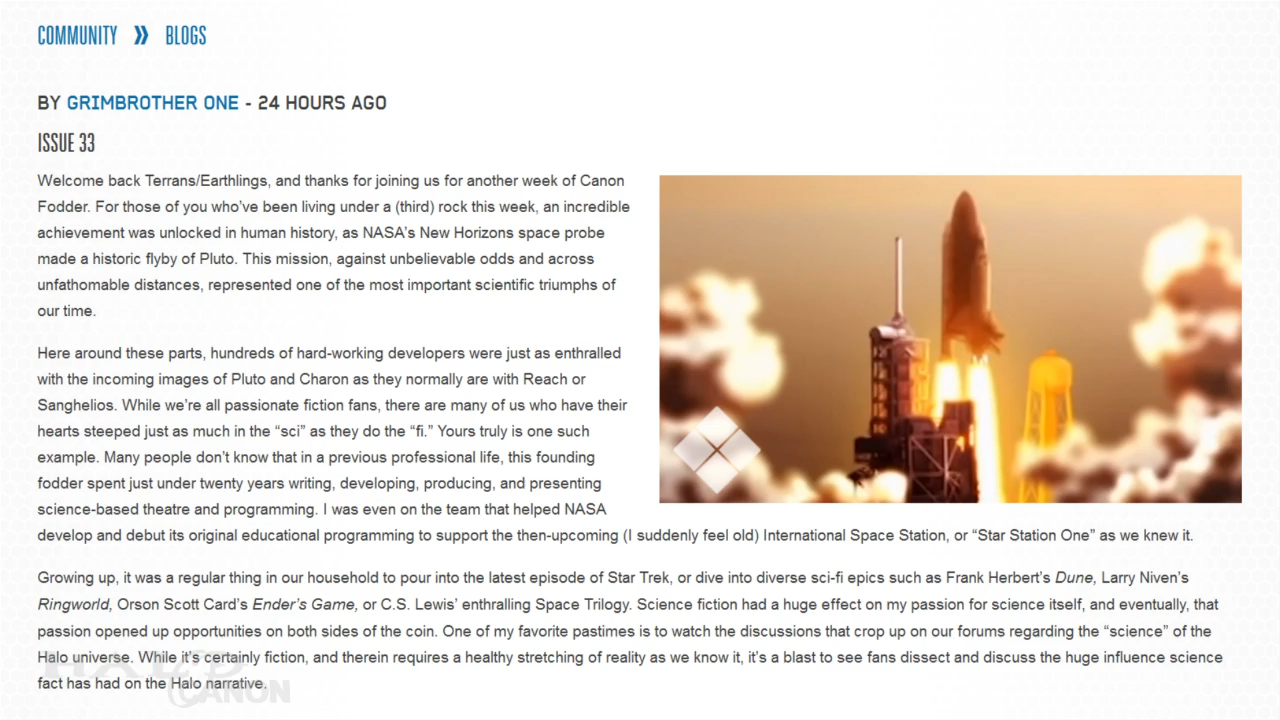 COMMUNITY » BLOGS
BY GRIMBROTHER ONE - 24 HOURS AGO
ISSUE 33
Welcome back Terrans/Earthlings, and thanks for joining us for another week of Canon
Fodder. For those of you who've been living under a (third) rock this week, an incredible
achievement was unlocked in human history, as NASA's New Horizons space probe
made a historic flyby of Pluto. This mission, against unbelievable odds and across
unfathomable distances, represented one of the most important scientific triumphs of
our time.
Here around these parts, hundreds of hard-working developers were just as enthralled
with the incoming images of Pluto and Charon as they normally are with Reach or
Sanghelios. While we're all passionate fiction fans, there are many of us who have their
hearts steeped just as much in the “sci” as they do the “fi.” Yours truly is one such
example. Many people don't know that in a previous professional life, this founding
fodder spent just under twenty years writing, developing, producing, and presenting
science-based theatre and programming. I was even on the team that helped NASA
develop and debut its original educational programming to support the then-upcoming (I suddenly feel old) International Space Station, or “Star Station One” as we knew it.
Growing up, it was a regular thing in our household to pour into the latest episode of Star Trek, or dive into diverse sci-fi epics such as Frank Herbert's Dune, Larry Niven's
Ringworld, Orson Scott Card's Ender's Game, or C.S. Lewis' enthralling Space Trilogy. Science fiction had a huge effect on my passion for science itself, and eventually, that
passion opened up opportunities on both sides of the coin. One of my favorite pastimes is to watch the discussions that crop up on our forums regarding the “science” of the
Halo universe. While it's certainly fiction, and therein requires a healthy stretching of reality as we know it, it's a blast to see fans dissect and discuss the huge influence science
fact has had on the Halo narrative.
HALO
CANON